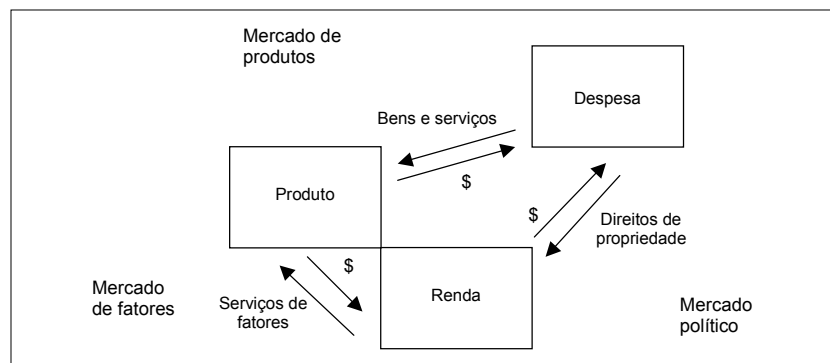 Mercado de
produtos
Despesa
Bens e serviços
$
Produto
$
Direitos de
propriedade
$
Mercado
de fatores
Serviços de
fatores
Renda
Mercado
político